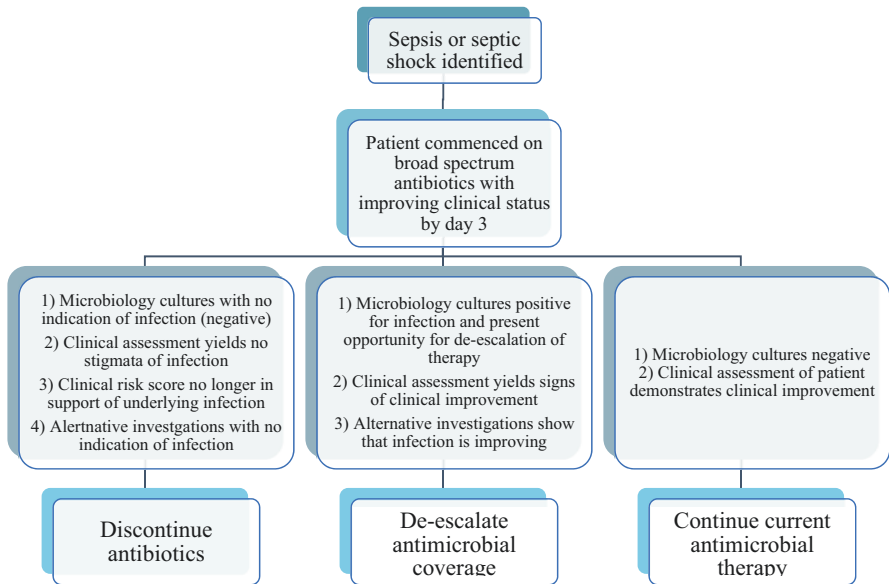 Sepsis or septic
shock identified
Patient commenced on
broad spectrum
antibiotics with
improving clinical status
by day 3
1) Microbiology cultures with no
indication of infection (negative)
2) Clinical assessment yields no
stigmata of infection
3) Clinical risk score no longer in
support of underlying infection
4) Alertnative investgations with no
indication of infection
1) Microbiology cultures positive
for infection and present
opportunity for de-escalation of
therapy
2) Clinical assessment yields signs
of clinical improvement
3) Alternative investigations show
that infection is improving
1) Microbiology cultures negative
2) Clinical assessment of patient
demonstrates clinical improvement
Discontinue
antibiotics
De-escalate
antimicrobial
coverage
Continue current
antimicrobial
therapy